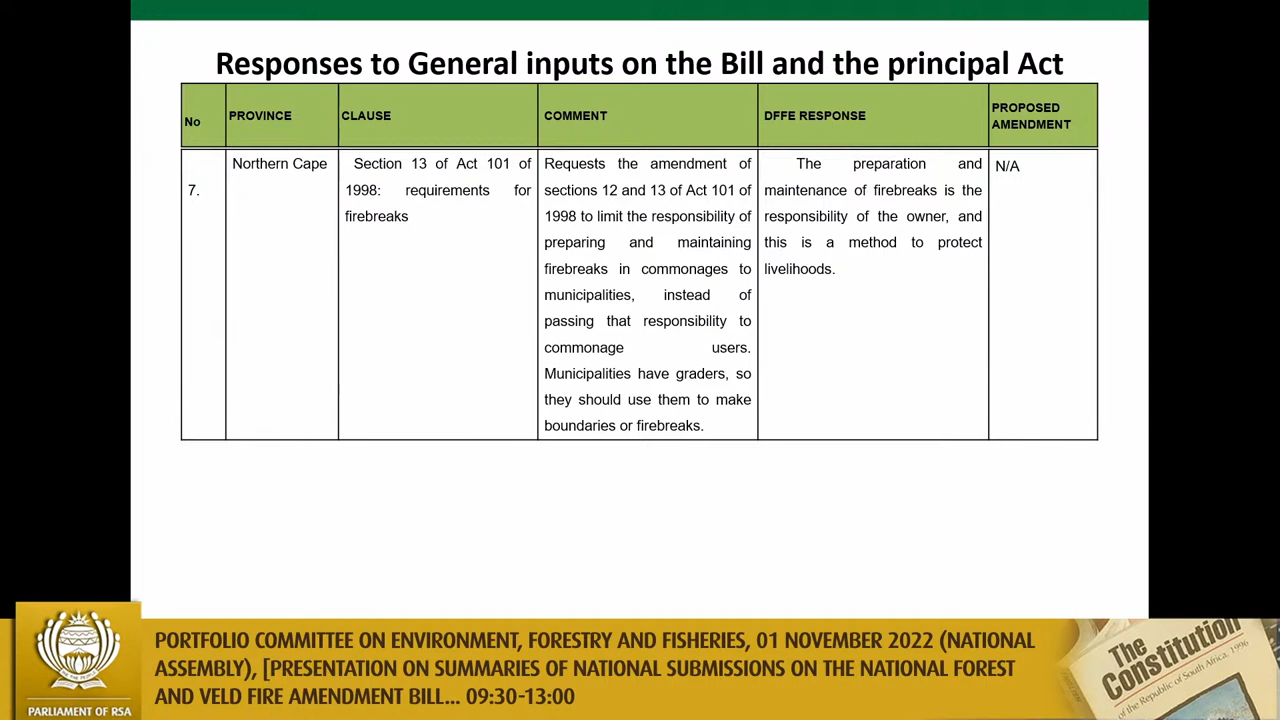 Responses to General inputs on the Bill and the principal Act
No
PROVINCE
CLAUSE
COMMENT
DFFE RESPONSE
PROPOSED
AMENDMENT
7.
Northern Cape
Section 13 of Act 101 of
1998: requirements for
firebreaks
Requests the amendment of
sections 12 and 13 of Act 101 of
1998 to limit the responsibility of
preparing and maintaining
firebreaks in commonages to
municipalities, instead of
passing that responsibility to
commonage users.
Municipalities have graders, so
they should use them to make
boundaries or firebreaks.
The preparation and
maintenance of firebreaks is the
responsibility of the owner, and
this is a method to protect
livelihoods.
N/A
PORTFOLIO COMMITTEE ON ENVIRONMENT, FORESTRY AND FISHERIES, 01 NOVEMBER 2022 (NATIONAL
ASSEMBLY), [PRESENTATION ON SUMMARIES OF NATIONAL SUBMISSIONS ON THE NATIONAL FOREST
AND VELD FIRE AMENDMENT BILL... 09:30-13:00
PARLIAMENT OF RSA
The
Constitution
of the Republic of South Africa, 1996